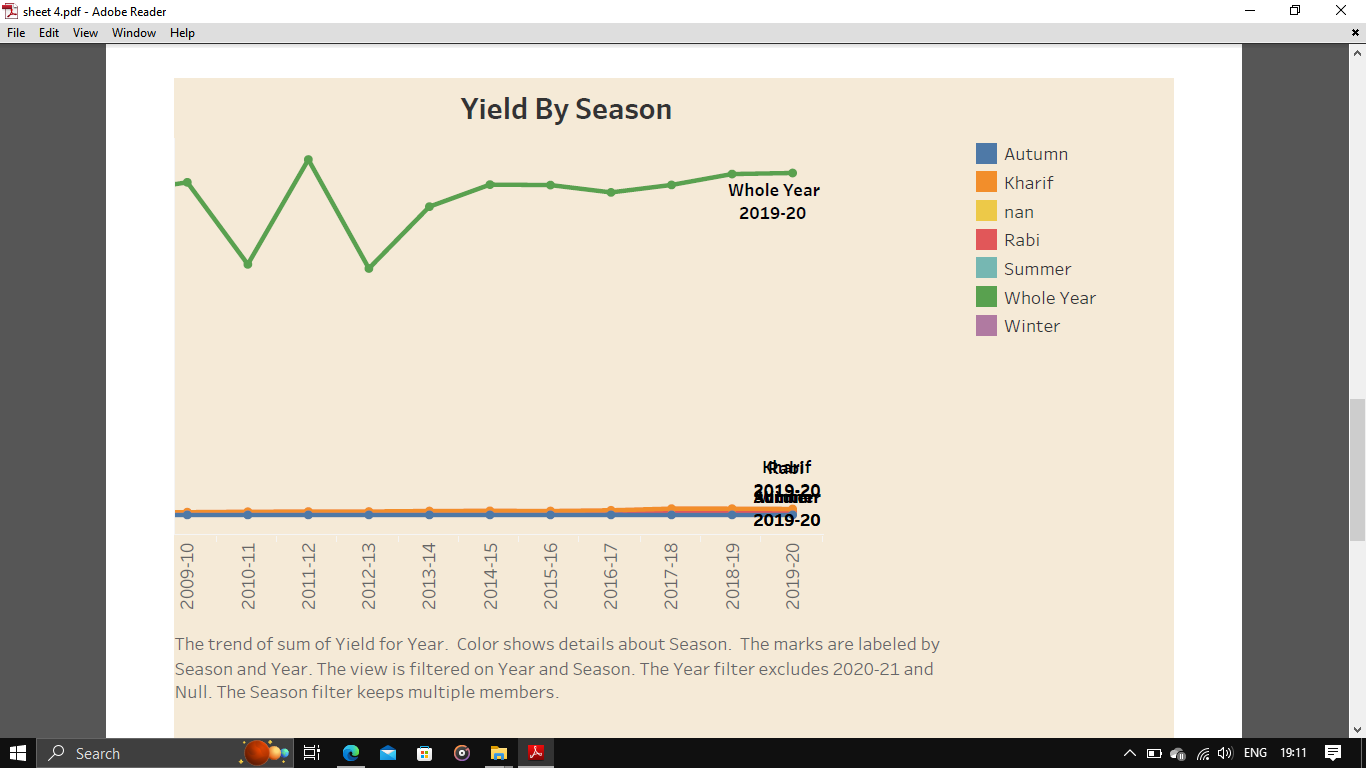 sheet 4.pdf - Adobe Reader
File Edit View Window Help
Yield By Season
Autumn
Kharif
nan
Rabi
Summer
Whole Year
Winter
Whole Year
2019-20
Kharif
Rabi
2019-20
2019-20
2009-10
2010-11
2011-12
2012-13
2013-14
2014-15
2015-16
2016-17
2017-18
2018-19
2019-20
The trend of sum of Yield for Year. Color shows details about Season. The marks are labeled by
Season and Year. The view is filtered on Year and Season. The Year filter excludes 2020-21 and
Null. The Season filter keeps multiple members.
Search
ENG
19:11